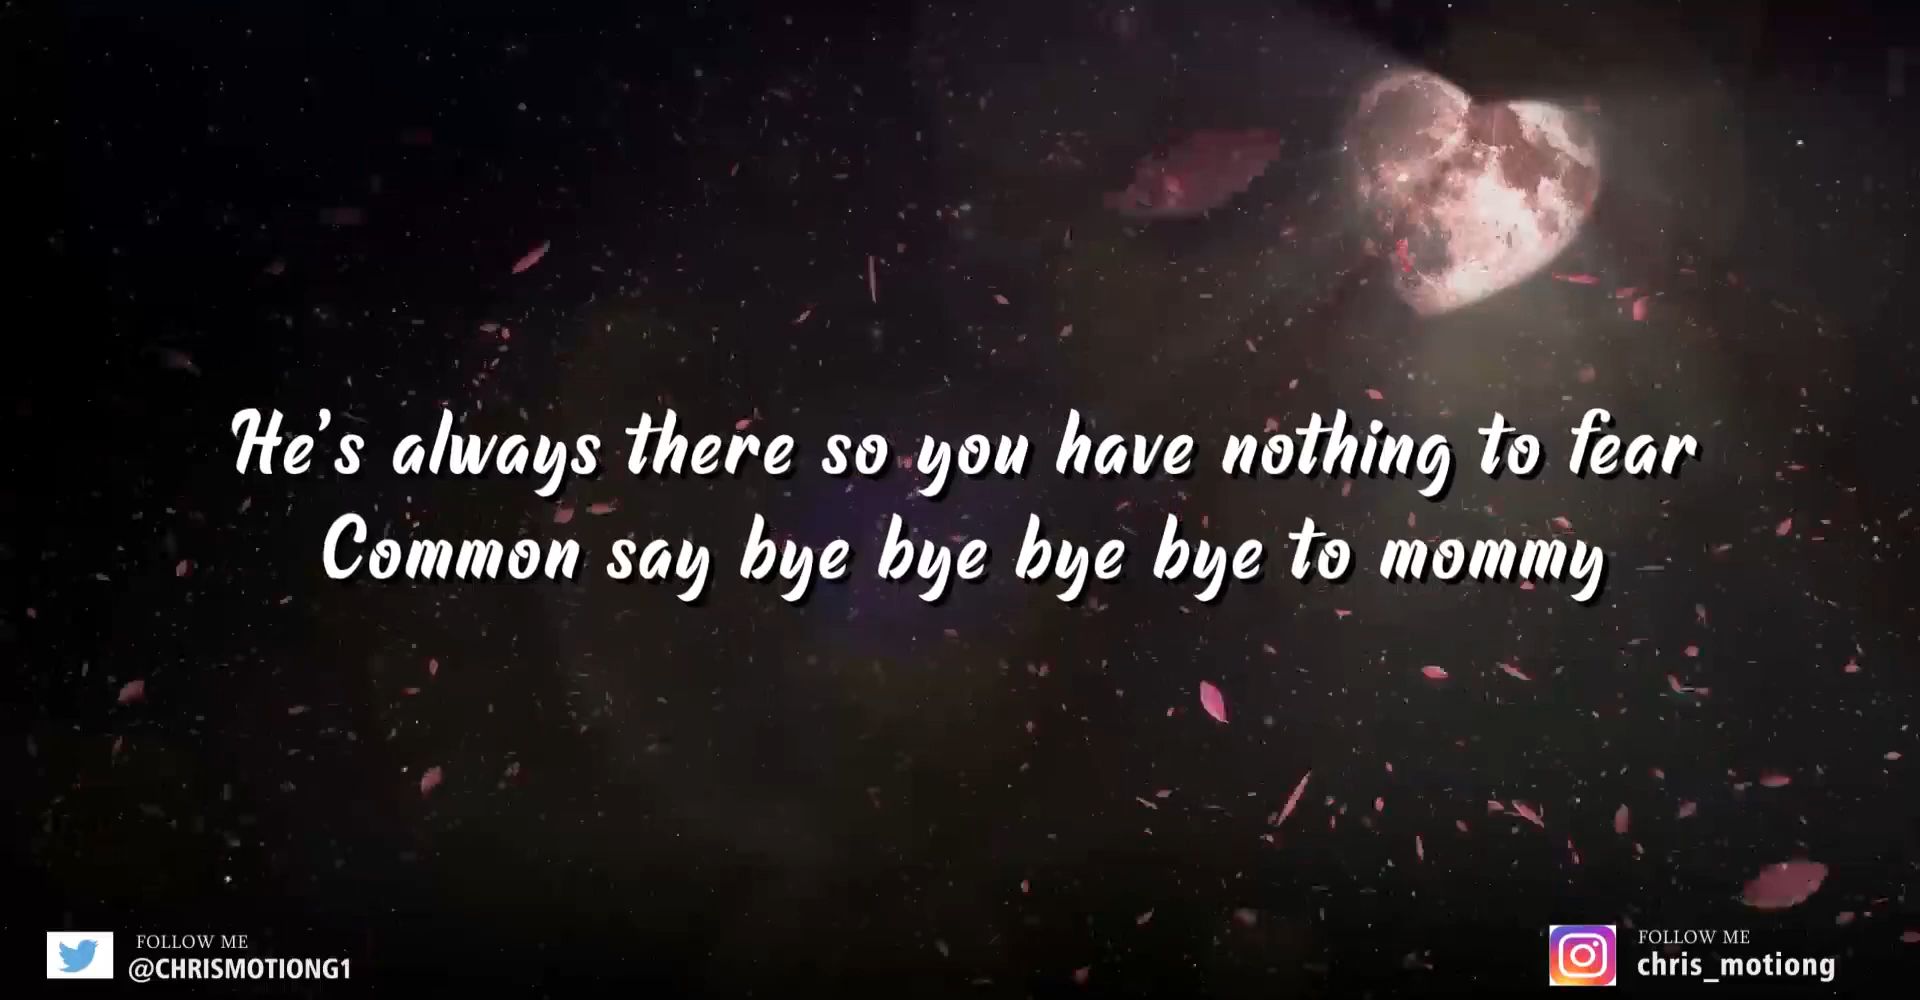 He's always there so you have nothing to fear
Common say bye bye bye bye to mommy
FOLLOW ME
@CHRISMOTIONG1
FOLLOW ME
chris_motiong